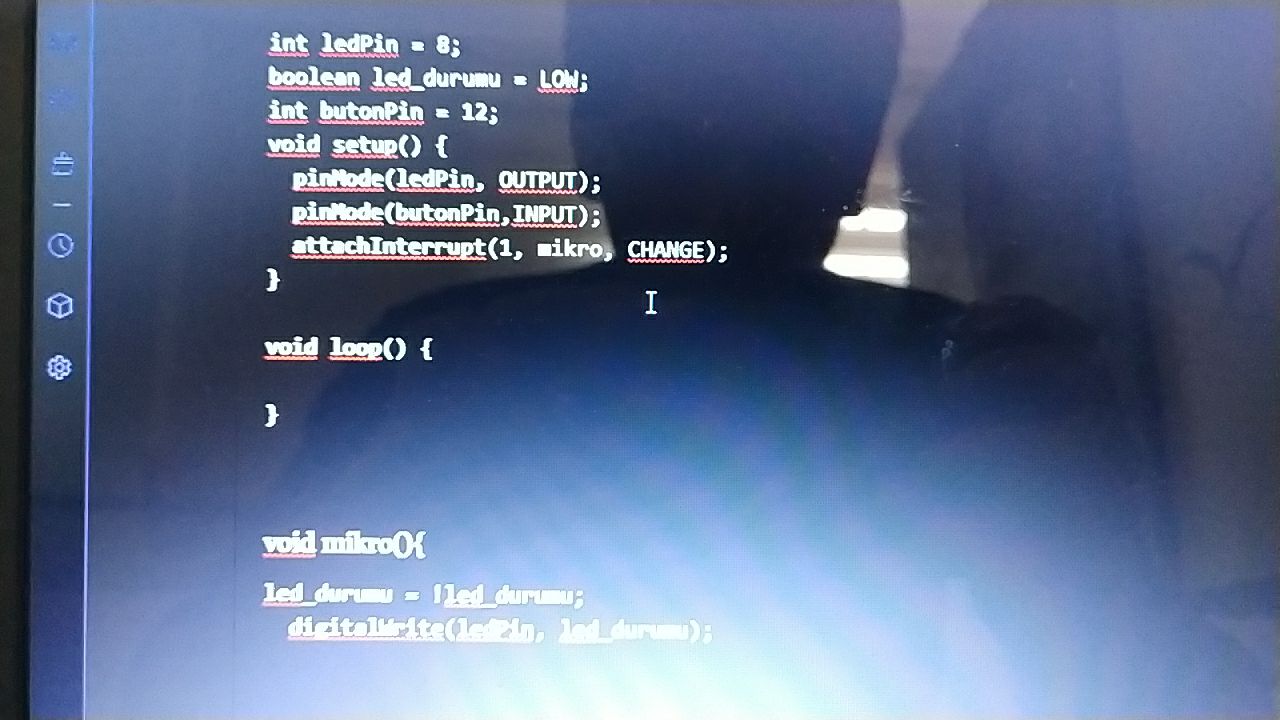 int ledPin = 8;
boolean led_durumu = LOW;
int butonPin = 12;
void setup() {
pinMode(ledPin, OUTPUT);
pinMode(butonPin,INPUT);
attachInterrupt(1, mikro, CHANGE);
}
void loop() {
}
void mikro(){
led_durumu = !led_durumu;
digitalWrite(ledPin, led_durumu);